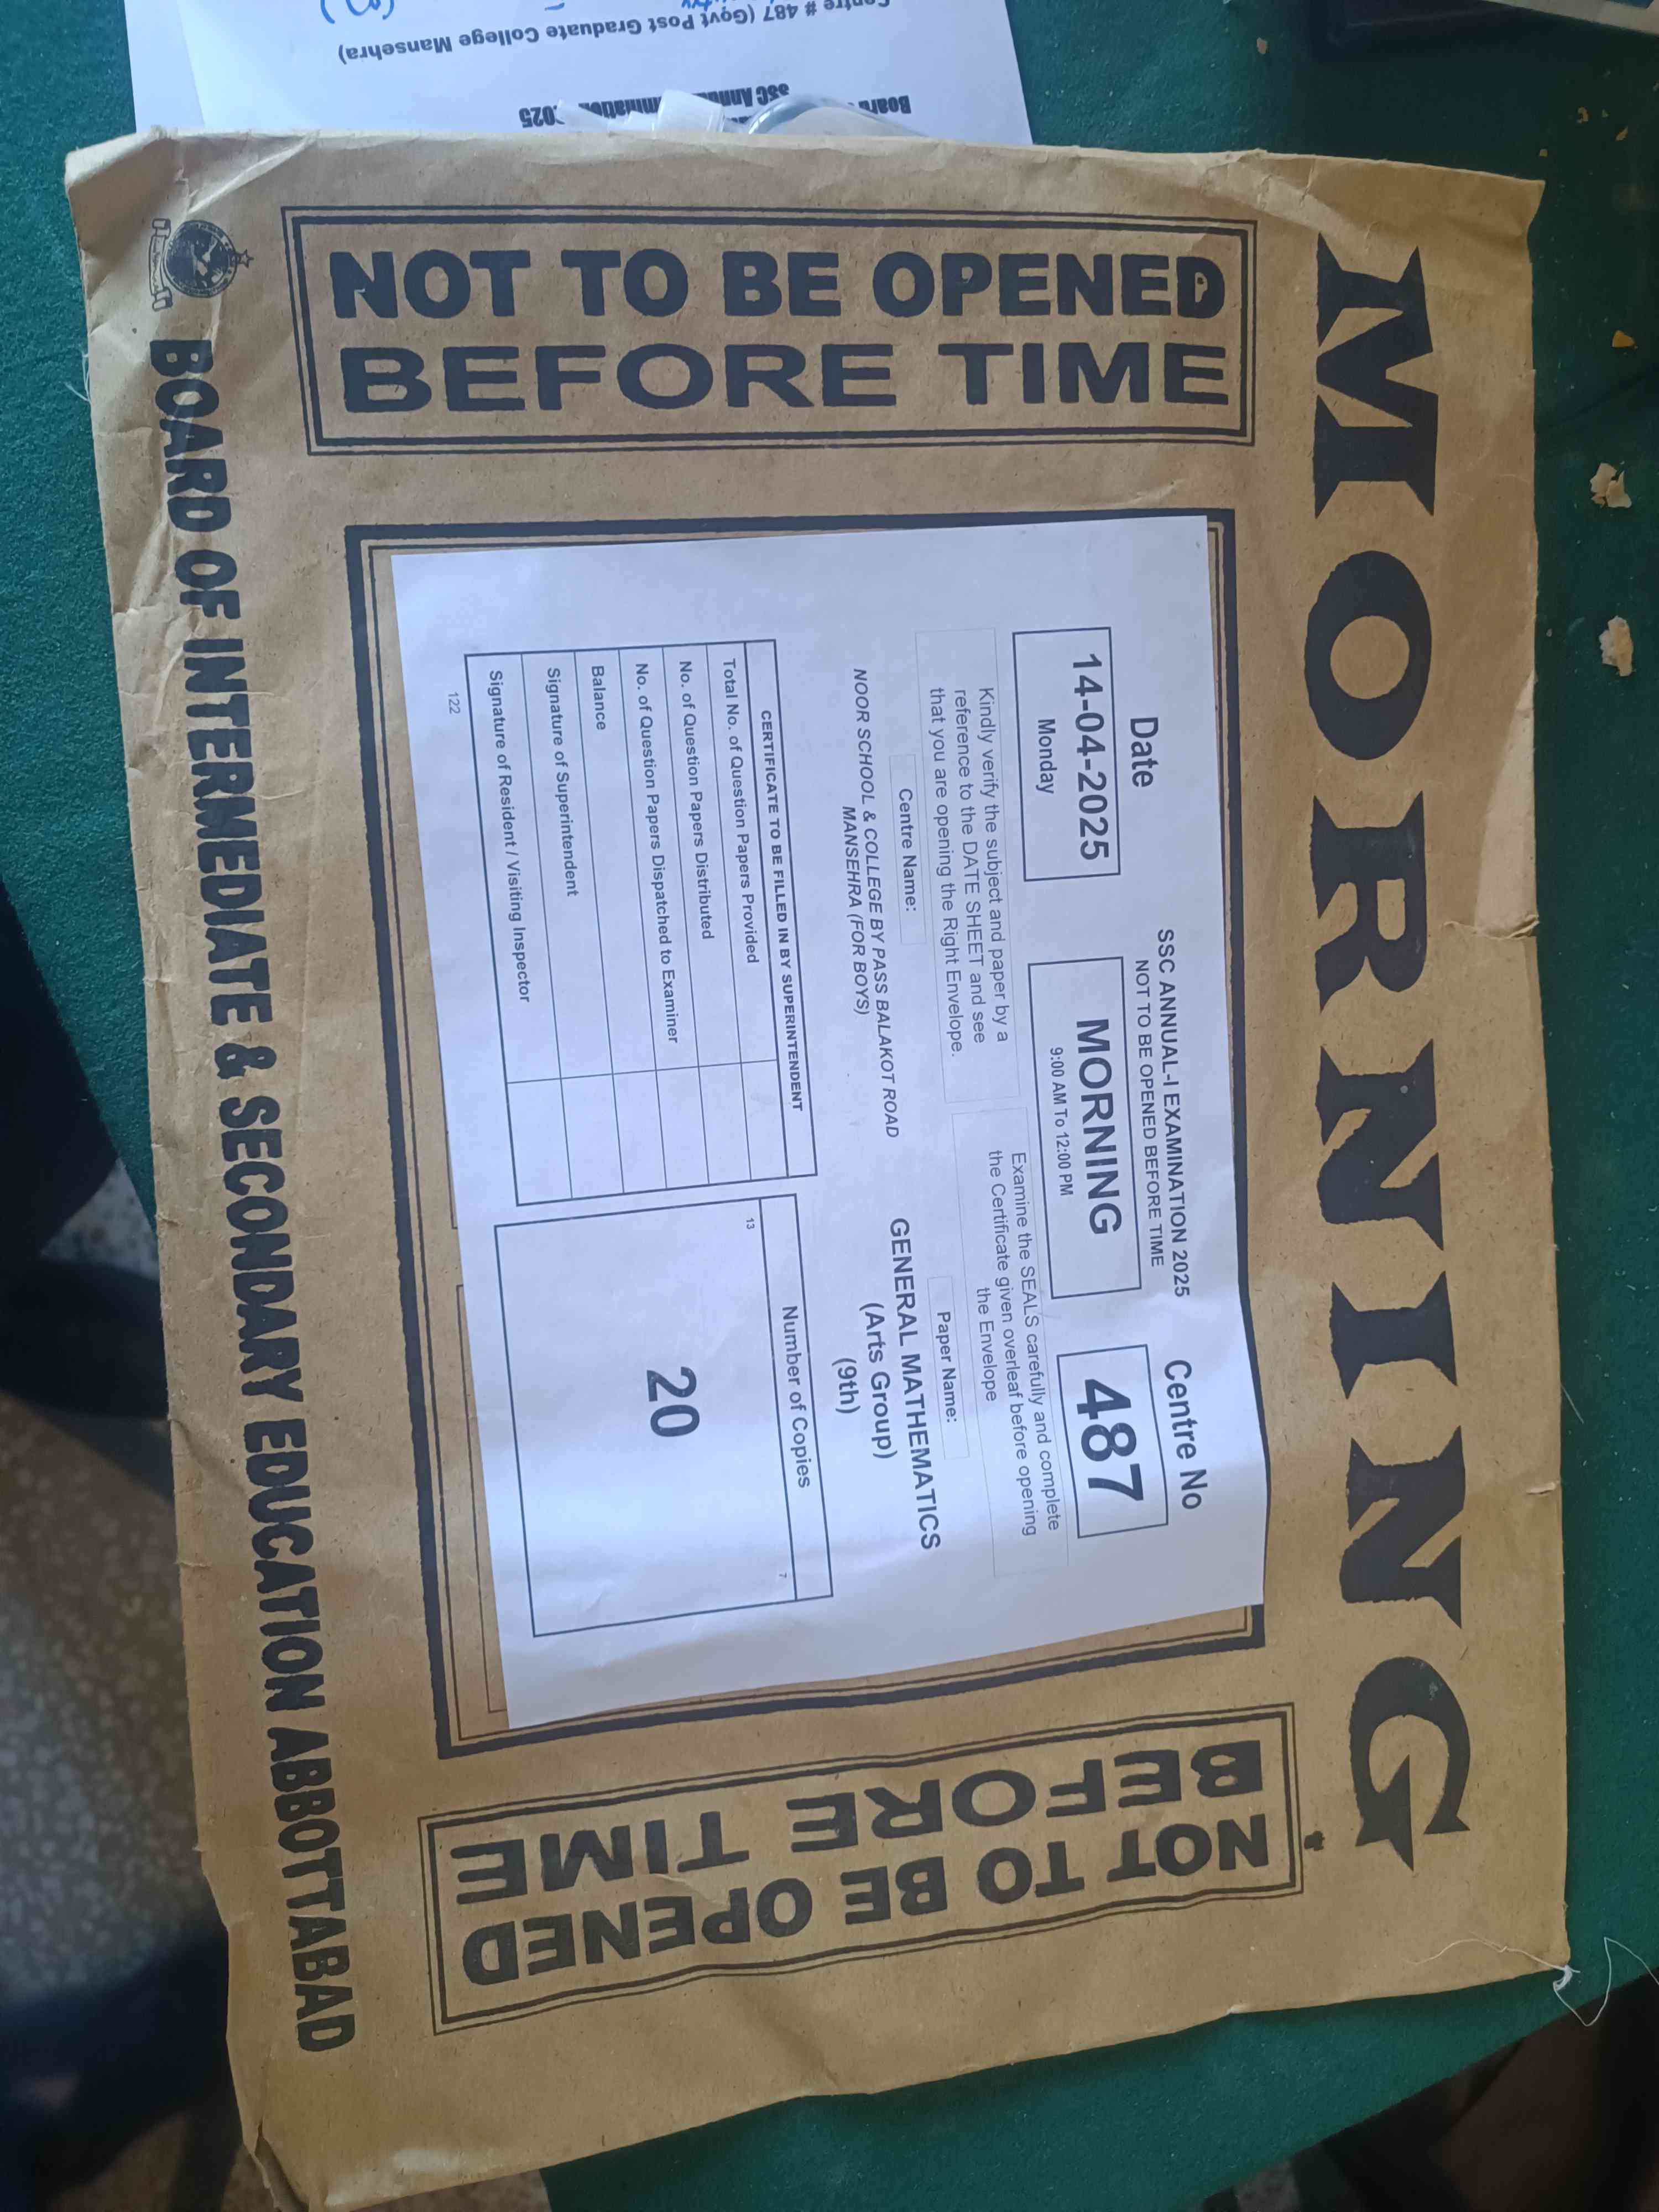 Centre # 487 (Govt Post Graduate College Mansehra)
2025
MORNING
NOT TO BE OPENED
BEFORE TIME
SSC ANNUAL-I EXAMINATION 2025
NOT TO BE OPENED BEFORE TIME
Date
Centre No
14-04-2025
Monday
MORNING
9:00 AM To 12:00 PM
487
Kindly verify the subject and paper by a
reference to the DATE SHEET and see
that you are opening the Right Envelope.
Examine the SEALS carefully and complete
the Certificate given overleaf before opening
the Envelope
Centre Name:
NOOR SCHOOL & COLLEGE BY PASS BALAKOT ROAD
MANSEHRA (FOR BOYS)
Paper Name:
GENERAL MATHEMATICS
(Arts Group)
(9th)
CERTIFICATE TO BE FILLED IN BY SUPERINTENDENT
Total No. of Question Papers Provided
No. of Question Papers Distributed
No. of Question Papers Dispatched to Examiner
Balance
Signature of Superintendent
Signature of Resident / Visiting Inspector
122
Number of Copies
7
13
20
NOT TO BE OPENED
BEFORE TIME
BOARD OF INTERMEDIATE & SECONDARY EDUCATION ABBOTTABAD